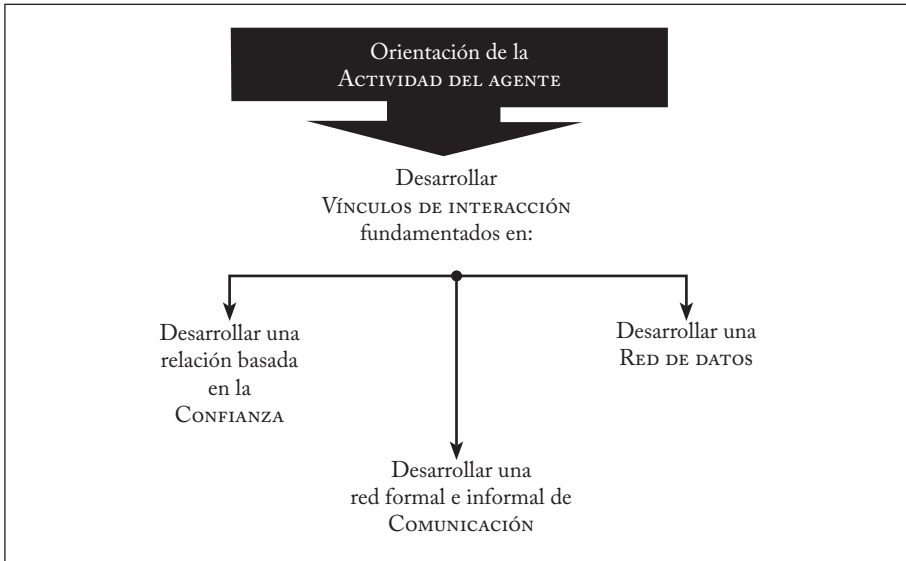 Orientación de la
Actividad del agente
Desarrollar
Vínculos de interacción
fundamentados en:
Desarrollar una
relación basada
en la
Confianza
Desarrollar una
red formal e informal de
Comunicación
Desarrollar una
Red de datos